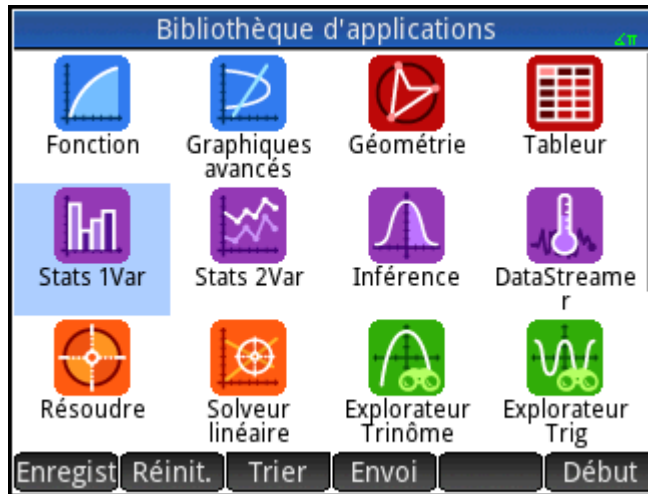 Bibliothèque d'applications
∡π
Fonction
Graphiques
avancés
Géométrie
Tableur
Stats 1Var
Stats 2Var
Inférence
DataStreame
r
Résoudre
Solveur
linéaire
Explorateur
Trinôme
Explorateur
Trig
Enregist
Réinit.
Trier
Envoi
Début